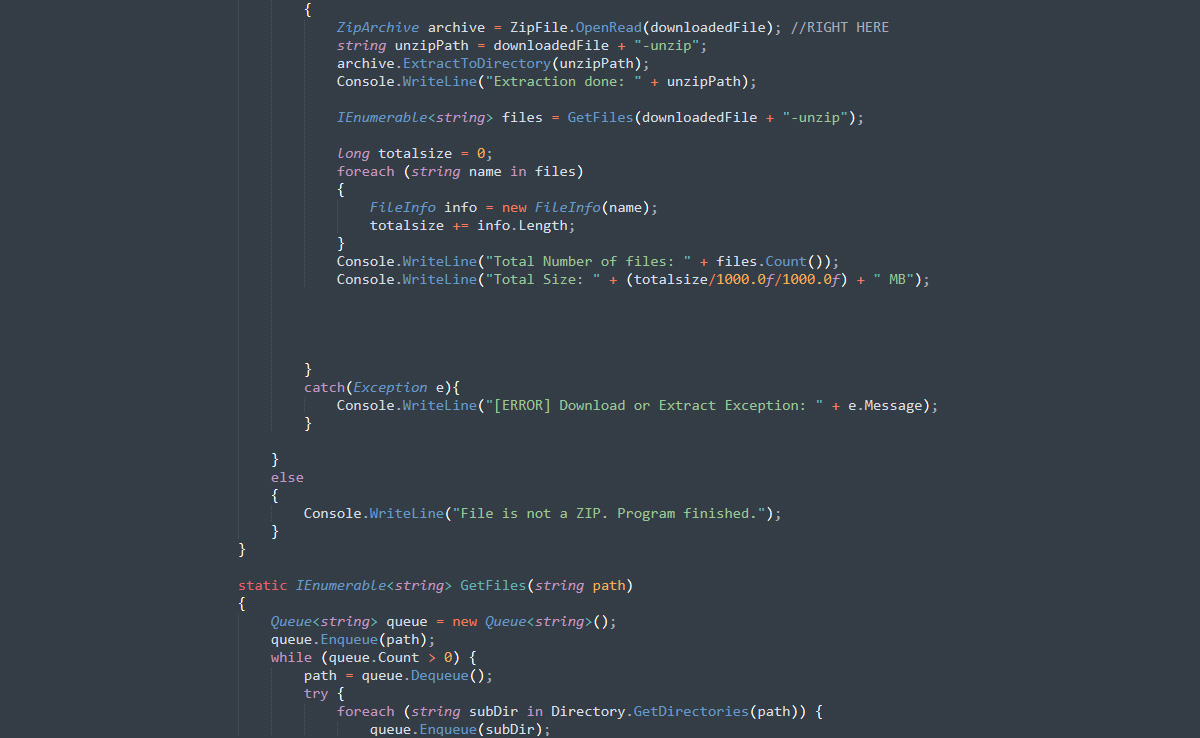 {
ZipArchive archive = ZipFile.OpenRead(downloadedFile); //RIGHT HERE
string unzipPath = downloadedFile + "-unzip";
archive.ExtractToDirectory(unzipPath);
Console.WriteLine("Extraction done: " + unzipPath);
IEnumerable<string> files = GetFiles(downloadedFile + "-unzip");
long totalsize = 0;
foreach (string name in files)
{
FileInfo info = new FileInfo(name);
totalsize += info.Length;
}
Console.WriteLine("Total Number of files: " + files.Count());
Console.WriteLine("Total Size: " + (totalsize/1000.0f/1000.0f) + " MB");
}
catch(Exception e){
Console.WriteLine("[ERROR] Download or Extract Exception: " + e.Message);
}
}
else
{
Console.WriteLine("File is not a ZIP. Program finished.");
}
}
static IEnumerable<string> GetFiles(string path)
{
Queue<string> queue = new Queue<string>();
queue.Enqueue(path);
while (queue.Count > 0) {
path = queue.Dequeue();
try {
foreach (string subDir in Directory.GetDirectories(path)) {
queue.Enqueue(subDir);